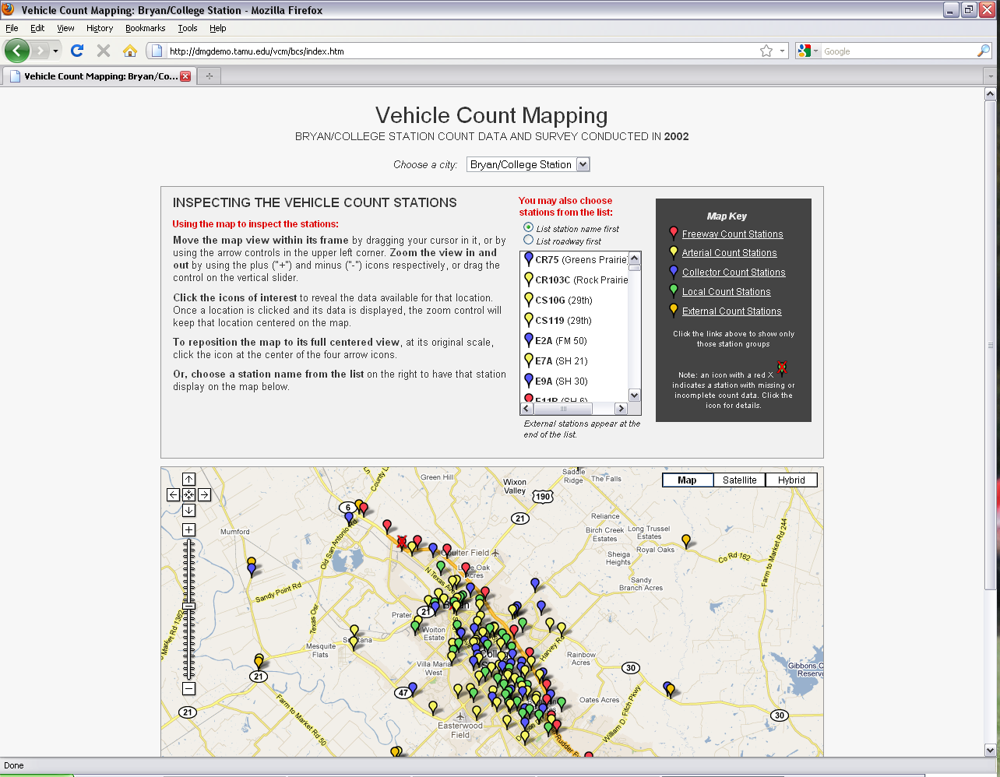 Vehicle Count Mapping: Bryan/College Station - Mozilla Firefox
File Edit View History Bookmarks Tools Help
http://dmgdemo.tamu.edu/vcm/bcs/index.htm
Google
Vehicle Count Mapping: Bryan/Co...
Vehicle Count Mapping
BRYAN/COLLEGE STATION COUNT DATA AND SURVEY CONDUCTED IN 2002
Choose a city: Bryan/College Station
INSPECTING THE VEHICLE COUNT STATIONS
Using the map to inspect the stations:
Move the map view within its frame by dragging your cursor in it, or by
using the arrow controls in the upper left corner. Zoom the view in and
out by using the plus ("+") and minus ("-") icons respectively, or drag the
control on the vertical slider.
Click the icons of interest to reveal the data available for that location.
Once a location is clicked and its data is displayed, the zoom control will
keep that location centered on the map.
To reposition the map to its full centered view, at its original scale,
click the icon at the center of the four arrow icons.
Or, choose a station name from the list on the right to have that station
display on the map below.
You may also choose
stations from the list:
List station name first
List roadway first
CR75 (Greens Prairie
CR103C (Rock Prairie
CS10G (29th)
CS119 (29th)
E2A (FM 50)
E7A (SH 21)
E9A (SH 30)
E11B (SH 6)
External stations appear at the
end of the list.
Map Key
Freeway Count Stations
Arterial Count Stations
Collector Count Stations
Local Count Stations
External Count Stations
Click the links above to show only
those station groups
Note: an icon with a red X
indicates a station with missing or
incomplete count data. Click the
icon for details.
Map Satellite Hybrid
Green Hill
Saddle
Ridge
The Falls
Wixon
Valley
190
21
6
County L
Ln
Mumford
Old San Antonio Rd
Reliance
Birch Creek
Estates
Long Trussel
Estates
Royal Oaks
Sheiga
Heights
Co Rd 162
Farm to Market Rd 244
Coulter Field
Oak
Acres
N Texas Ave
Sandy
Branch Acres
Sandy Point Rd
Texas Osr
Market Rd 1362
Bryan
21
Prater
Woiton
Estate
Mesquite
Flats
Harvey Rd
Rainbow
Acres
Villa Maria
West
30
Gibbons C
Rese
21
47
Oates Acres
William D. Fitch Pkwy
21
30
Farm to Market Rd 50
Easterwood
Field
Rudder F
Done